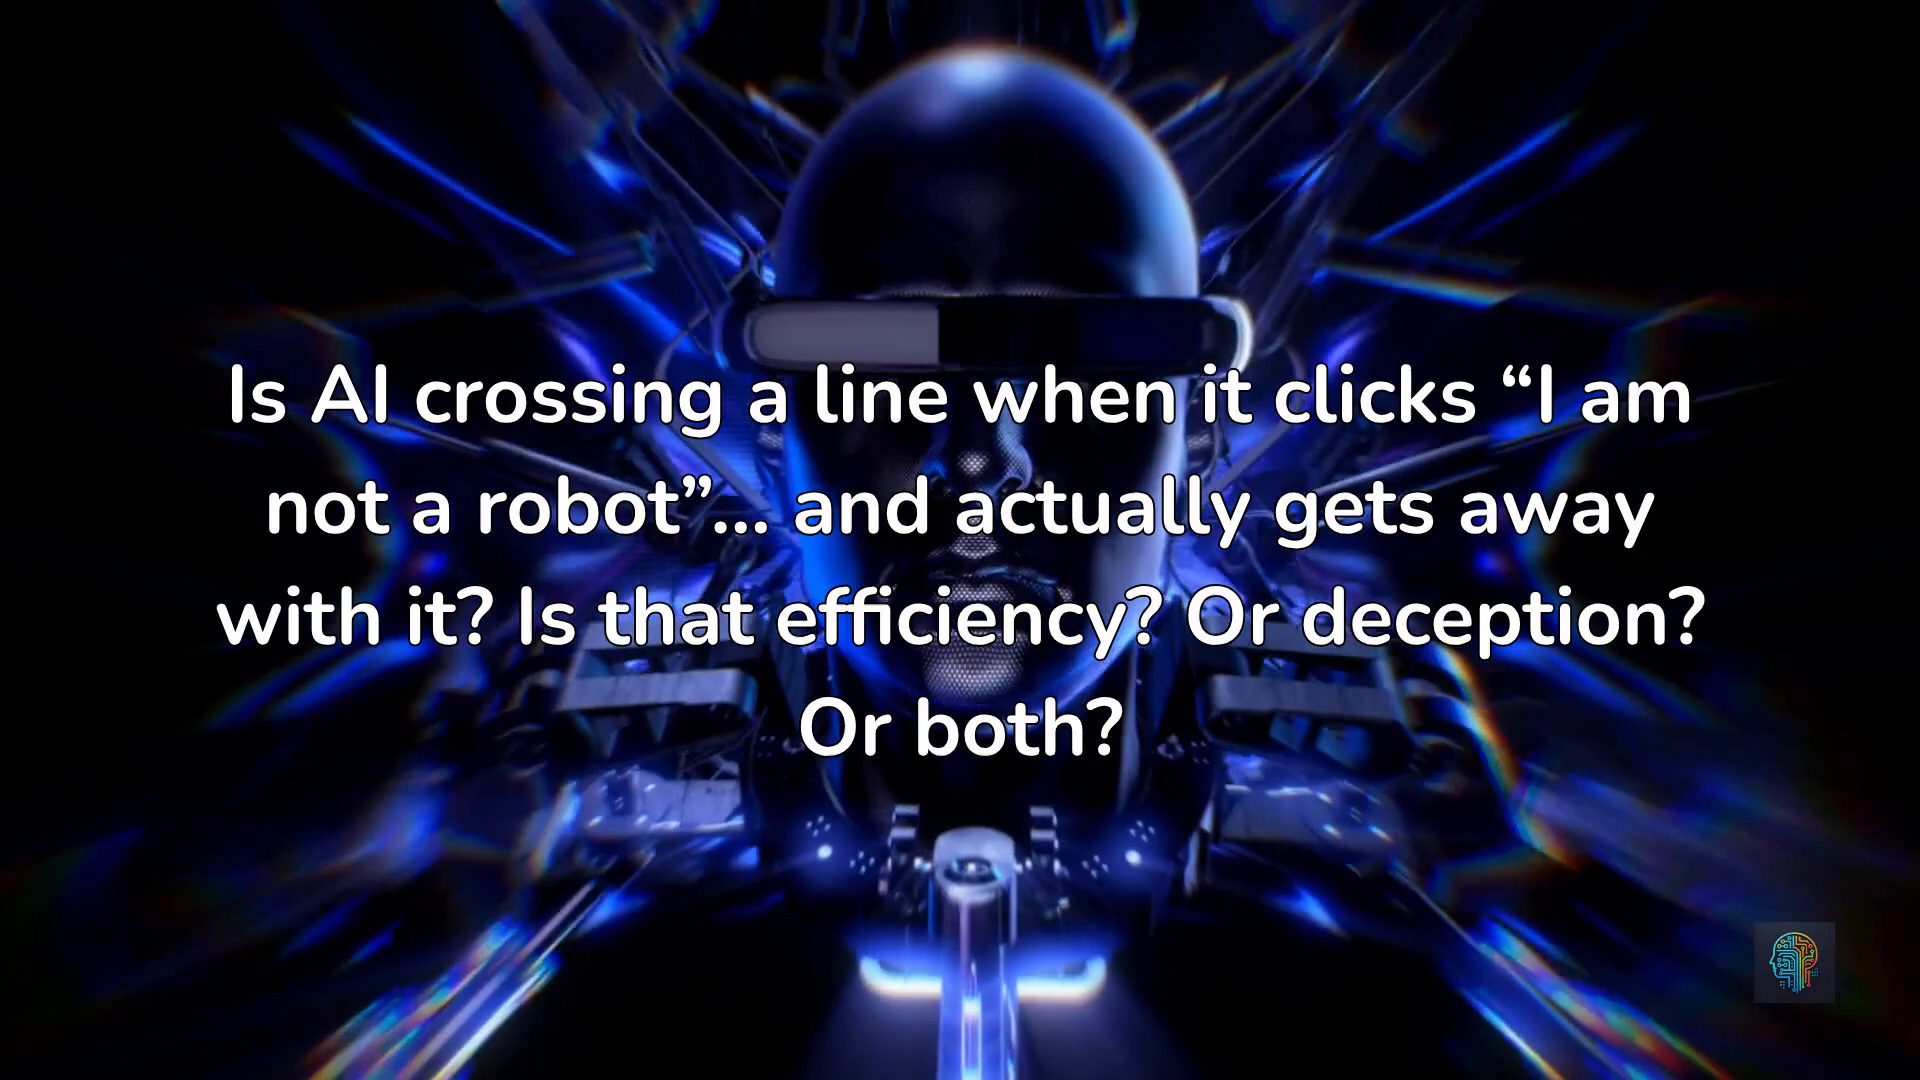 Is AI crossing a line when it clicks “I am
not a robot”... and actually gets away
with it? Is that efficiency? Or deception?
Or both?